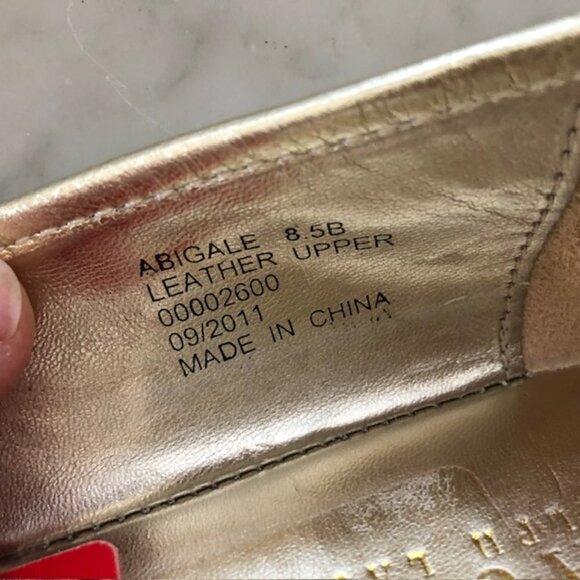 ABIGALE 8.5B
LEATHER UPPER
00002600
09/2011
MADE IN CHINA